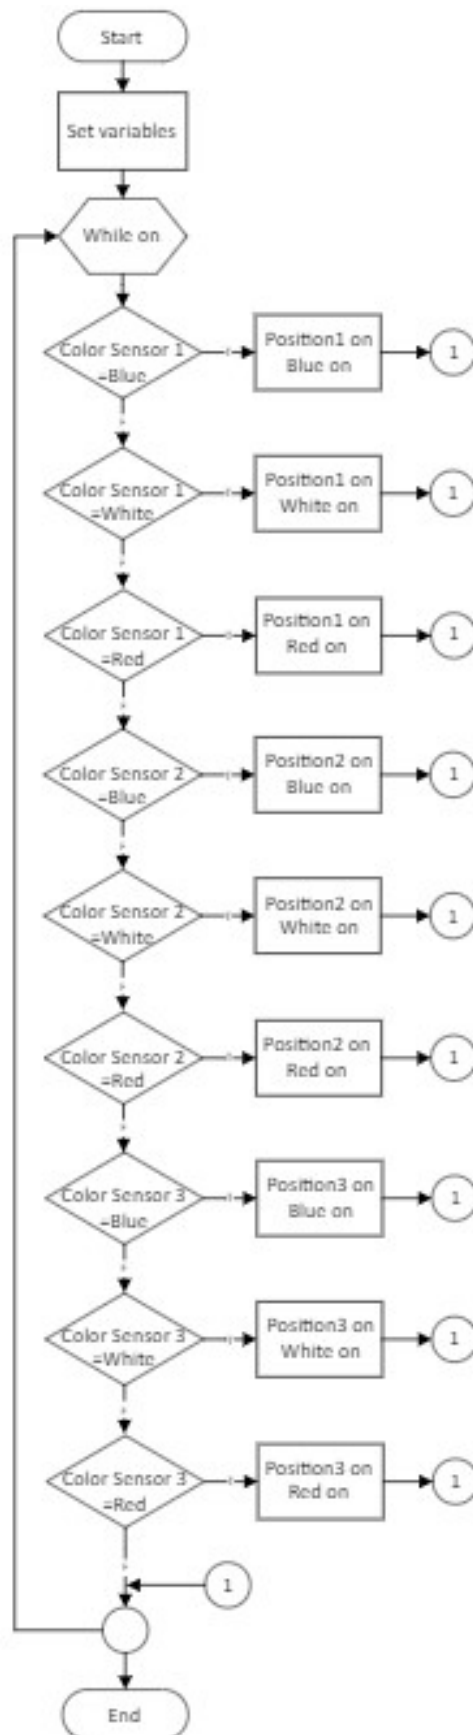 Start
Set variables
While on
Color Sensor 1
=Blue
Position1 on
Blue on
1
Color Sensor 1
=White
Position1 on
White on
1
Color Sensor 1
=Red
Position1 on
Red on
1
Color Sensor 2
=Blue
Position2 on
Blue on
1
Color Sensor 2
=White
Position2 on
White on
1
Color Sensor 2
=Red
Position2 on
Red on
1
Color Sensor 3
=Blue
Position3 on
Blue on
1
Color Sensor 3
=White
Position3 on
White on
1
Color Sensor 3
=Red
Position3 on
Red on
1
1
End